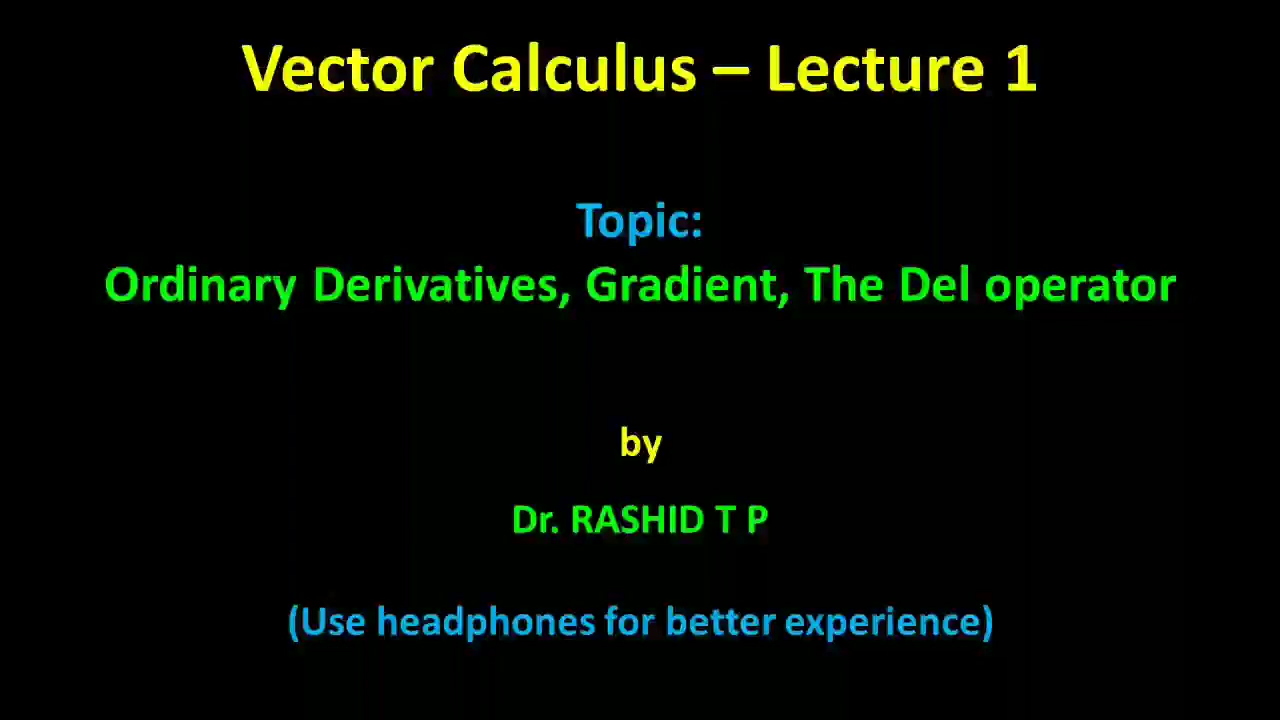 Vector Calculus – Lecture 1
Topic:
Ordinary Derivatives, Gradient, The Del operator
by
Dr. RASHID T P
(Use headphones for better experience)